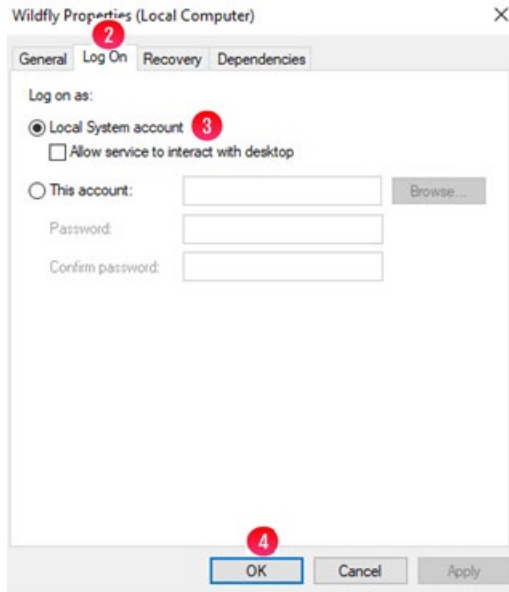 Wildfly Properties (Local Computer)
2
General Log On Recovery Dependencies
Log on as:
Local System account 3
Allow service to interact with desktop
This account: Browse...
Password:
Confirm password:
4
OK Cancel Apply